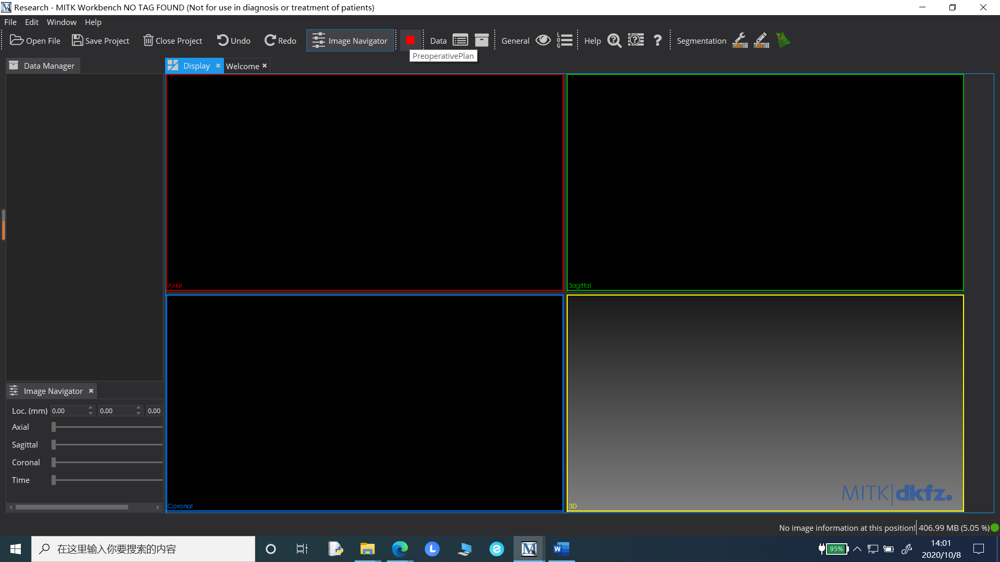 Research - MITK Workbench NO TAG FOUND (Not for use in diagnosis or treatment of patients)
File Edit Window Help
Open File Save Project Close Project Undo Redo Image Navigator Data General LOG Help Segmentation
PreoperativePlan
Data Manager
Display Welcome
Axial
Sagittal
Coronal
3D
MITK dkfz.
Image Navigator
Loc. (mm) 0.00 0.00 0.00
Axial
Sagittal
Coronal
Time
No image information at this position! 406.99 MB (5.05 %)
在这里输入你要搜索的内容
95%
14:01
2020/10/8